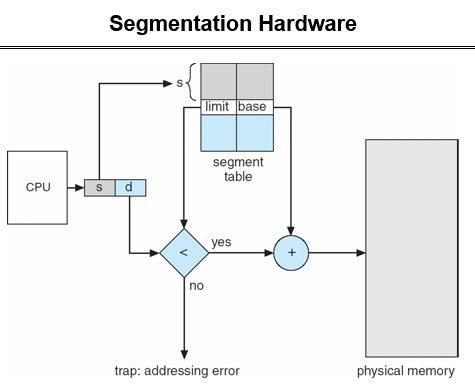 Segmentation Hardware
s
limit base
segment
table
CPU
s d
<
yes
+
no
trap: addressing error
physical memory